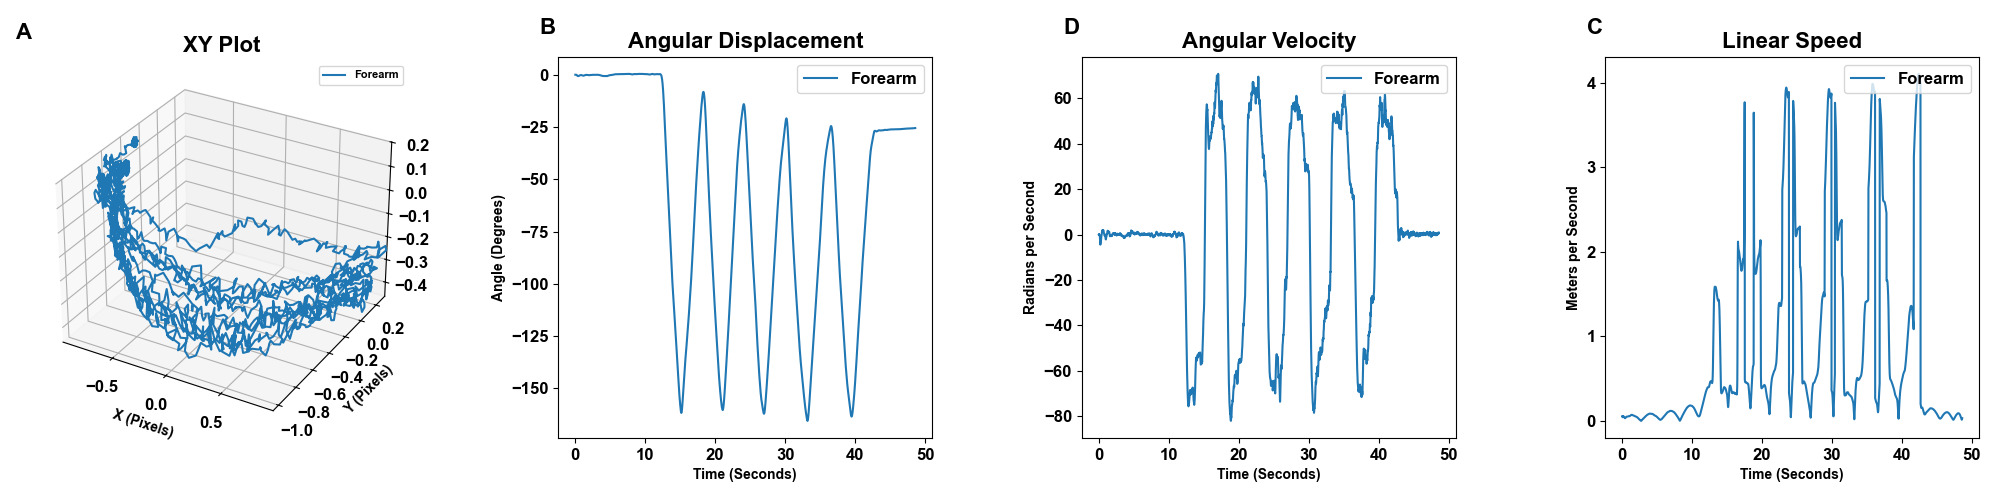 A
XY Plot
Forearm
0.2
0.1
0.0
−0.1
−0.2
−0.3
−0.4
0.2
0.0
−0.2
−0.4
−0.6
−0.8
−1.0
Y (Pixels)
−0.5
0.0
0.5
X (Pixels)
B
Angular Displacement
Forearm
0
−25
−50
−75
−100
−125
−150
Angle (Degrees)
0 10 20 30 40 50
Time (Seconds)
D
Angular Velocity
Forearm
60
40
20
0
−20
−40
−60
−80
Radians per Second
0 10 20 30 40 50
Time (Seconds)
C
Linear Speed
Forearm
4
3
2
1
0
Meters per Second
0 10 20 30 40 50
Time (Seconds)